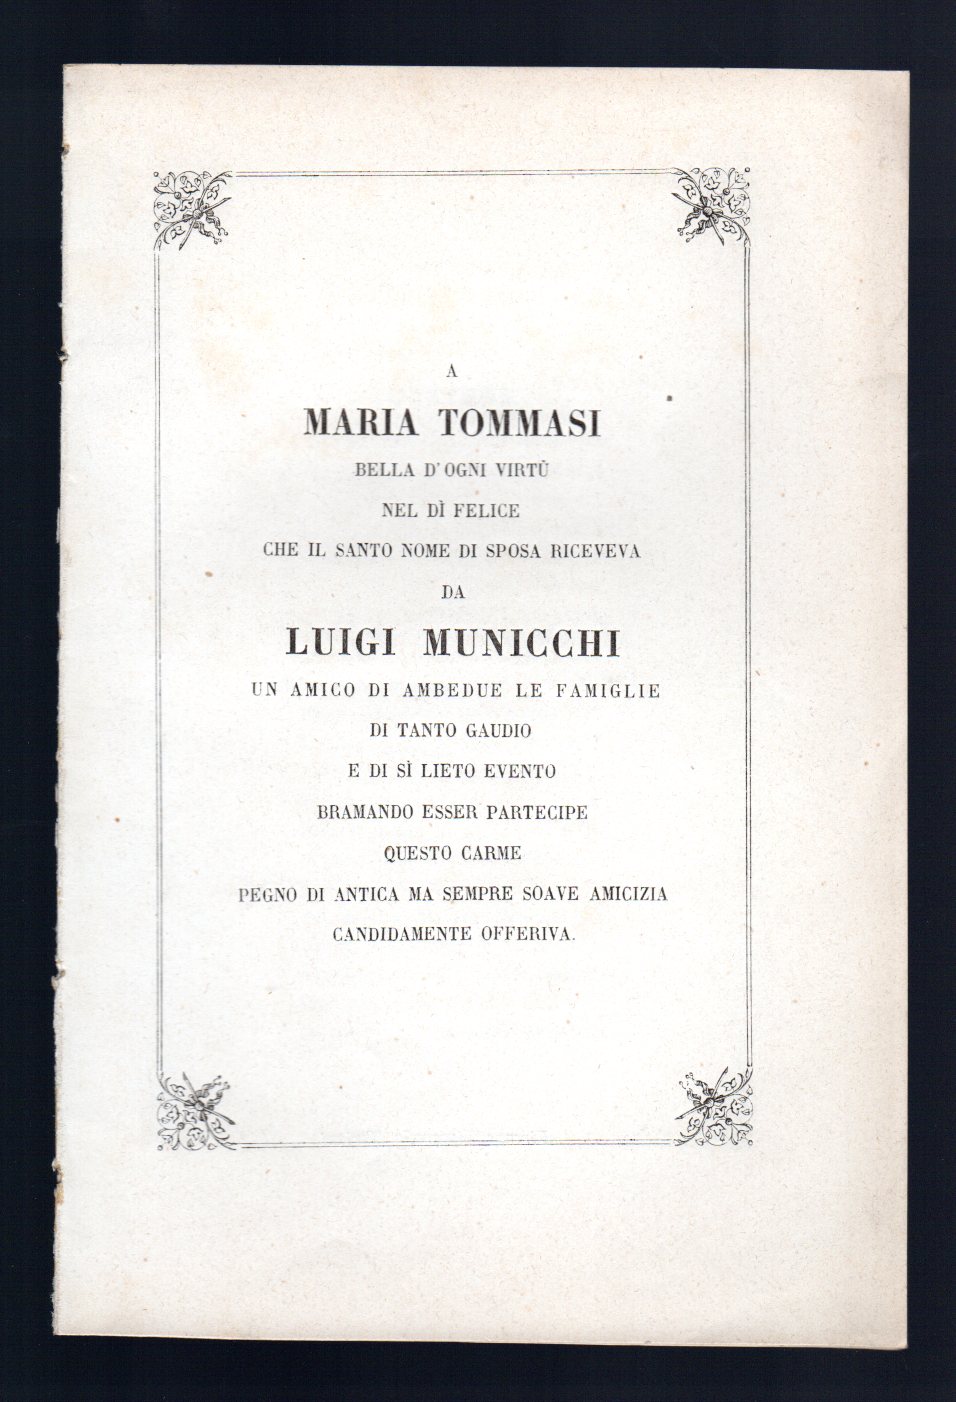 A
MARIA TOMMASI
BELLA D'OGNI VIRTÙ
NEL DÌ FELICE
CHE IL SANTO NOME DI SPOSA RICEVEVA
DA
LUIGI MUNICCHI
UN AMICO DI AMBEDUE LE FAMIGLIE
DI TANTO GAUDIO
E DI SÌ LIETO EVENTO
BRAMANDO ESSER PARTECIPE
QUESTO CARME
PEGNO DI ANTICA MA SEMPRE SOAVE AMICIZIA
CANDIDAMENTE OFFERIVA.